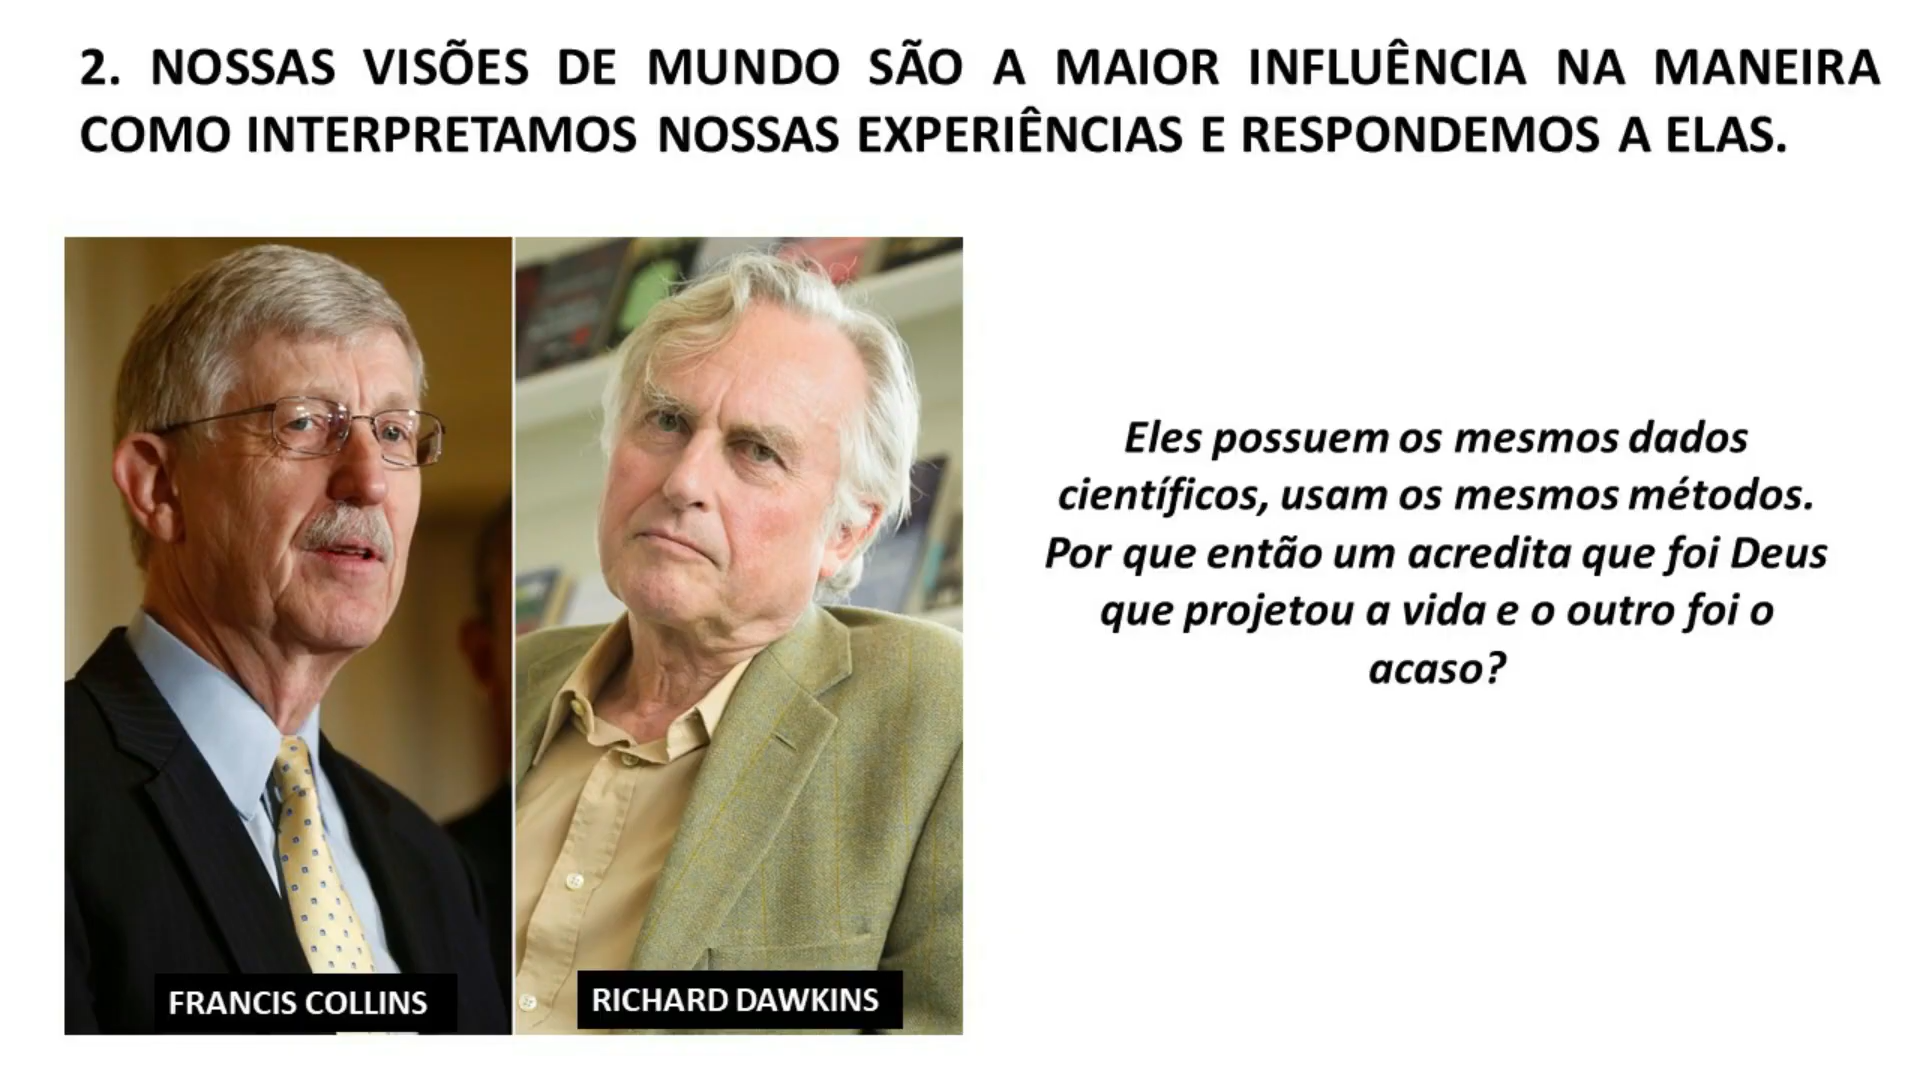 2. NOSSAS VISÕES DE MUNDO SÃO A MAIOR INFLUÊNCIA NA MANEIRA
COMO INTERPRETAMOS NOSSAS EXPERIÊNCIAS E RESPONDEMOS A ELAS.
Eles possuem os mesmos dados
científicos, usam os mesmos métodos.
Por que então um acredita que foi Deus
que projetou a vida e o outro foi o
acaso?
FRANCIS COLLINS
RICHARD DAWKINS